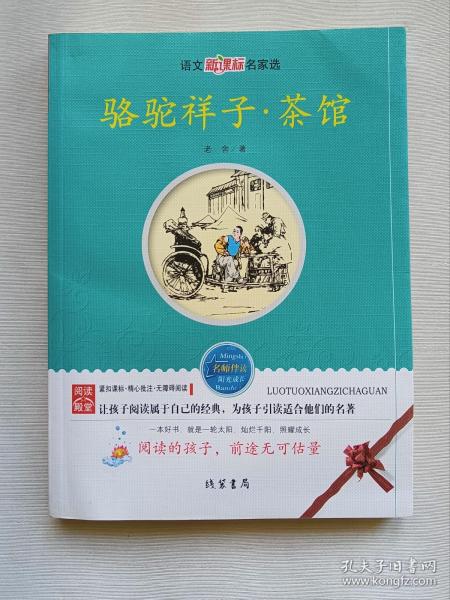 语文新课标名家选
骆驼祥子·茶馆
老舍/著
Mingshi
名师伴读
阳光成长
Bandu
阅读
殿堂
紧扣课标·精心批注·无障碍阅读
LUOTUOXIANGZICHAGUAN
让孩子阅读属于自己的经典，为孩子引读适合他们的名著
一本好书，就是一轮太阳，灿烂千阳，照耀成长
阅读的孩子，前途无可估量
线装书局
孔夫子旧书网
www.kongfz.com